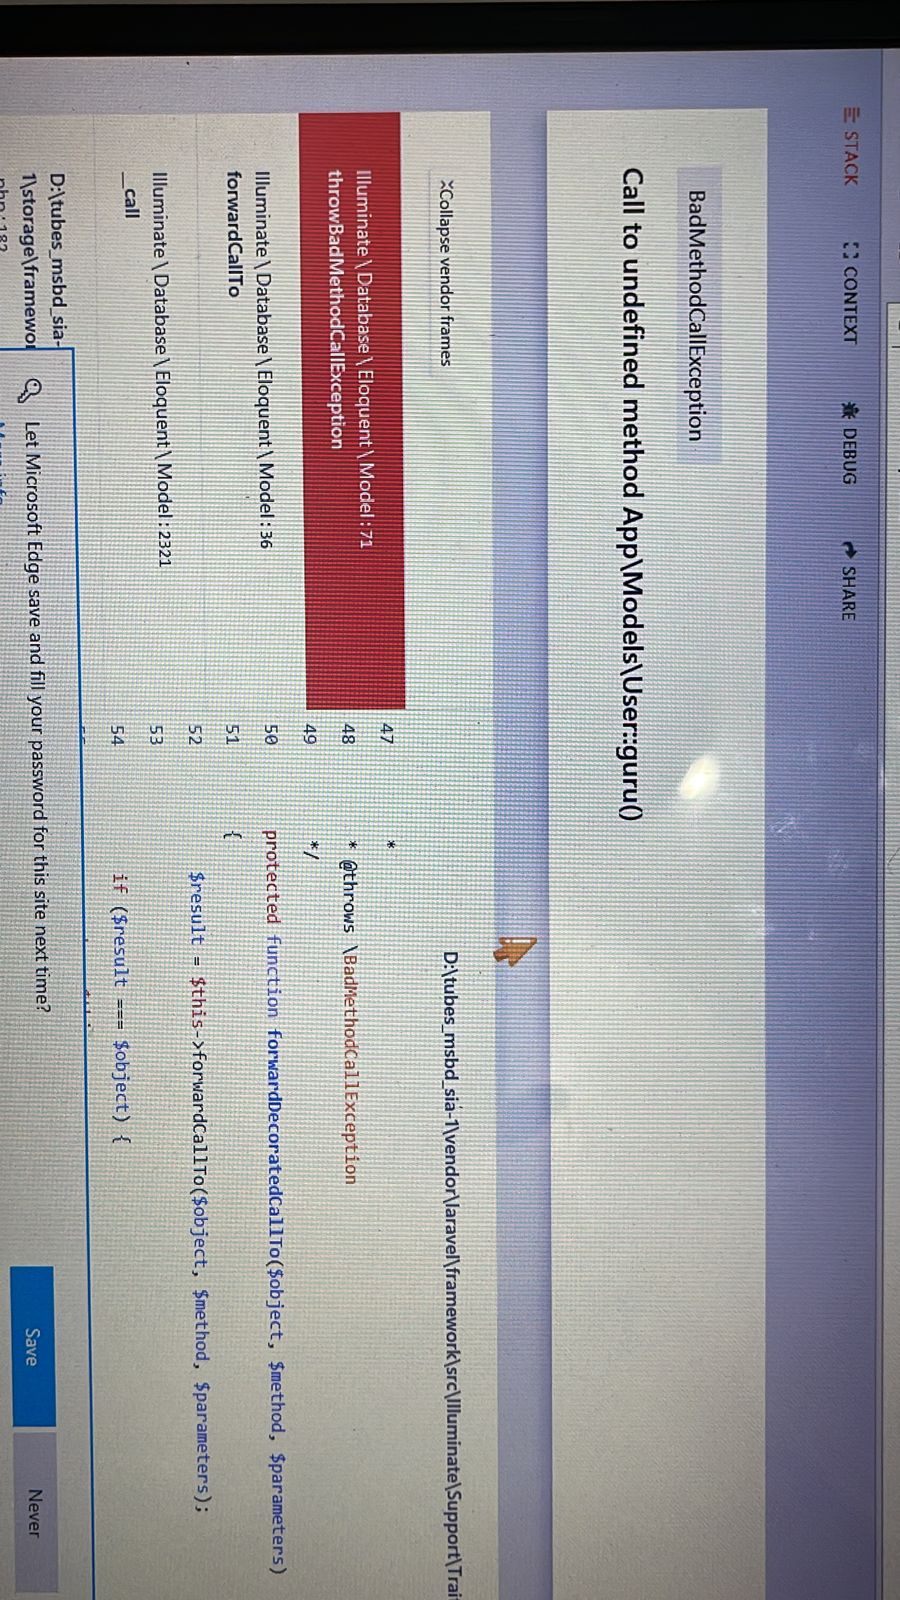 STACK CONTEXT DEBUG SHARE
BadMethodCallException
Call to undefined method App\Models\User::guru()
Collapse vendor frames
D:\tubes_msbd_sia-1\vendor\laravel\framework\src\Illuminate\Support\Trai
Illuminate\Database\Eloquent\Model:71
throwBadMethodCallException
Illuminate\Database\Eloquent\Model:36
forwardCallTo
Illuminate\Database\Eloquent\Model:2321
__call
D:\tubes_msbd_sia-
1\storage\framewor
php:182
47 *
48 * @throws \BadMethodCallException
49 */
50 protected function forwardDecoratedCallTo($object, $method, $parameters)
51 {
52 $result = $this->forwardCallTo($object, $method, $parameters);
53
54 if ($result === $object) {
Let Microsoft Edge save and fill your password for this site next time?
More info
Save Never